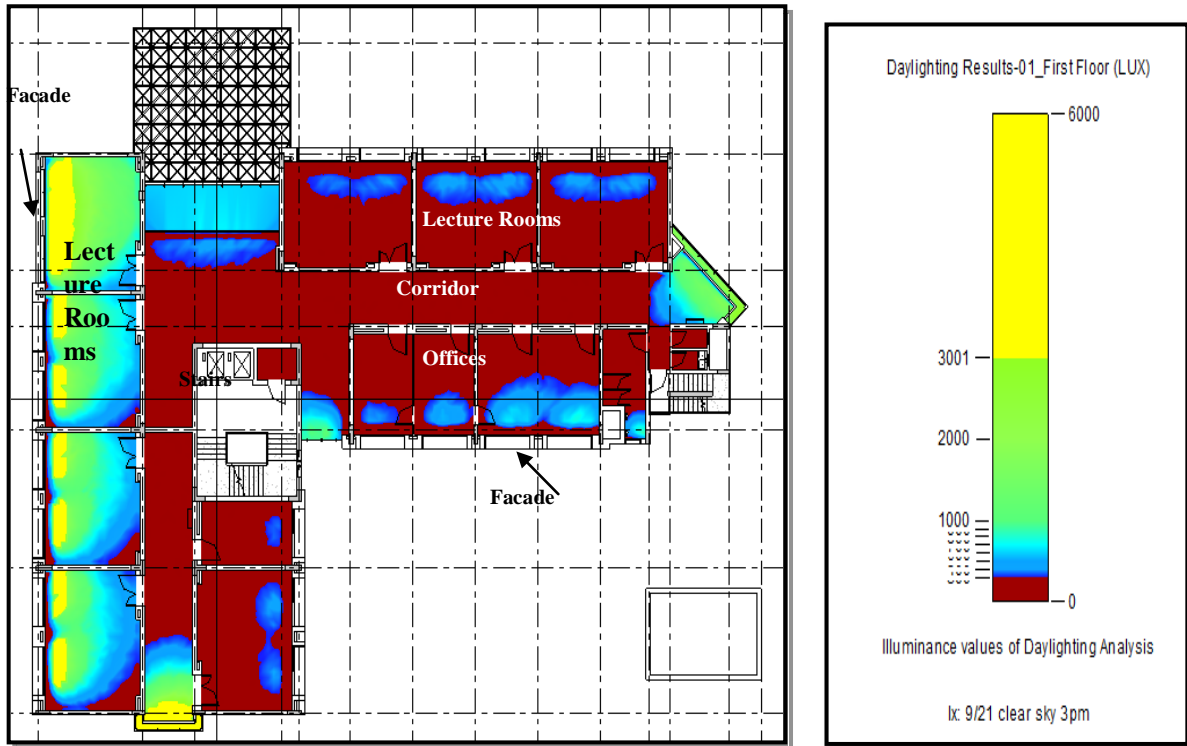 Facade
Lect
ure
Roo
ms
Lecture Rooms
Corridor
Offices
Stairs
Facade
Daylighting Results-01_First Floor (LUX)
6000
3001
2000
1000
0
Illuminance values of Daylighting Analysis
lx: 9/21 clear sky 3pm